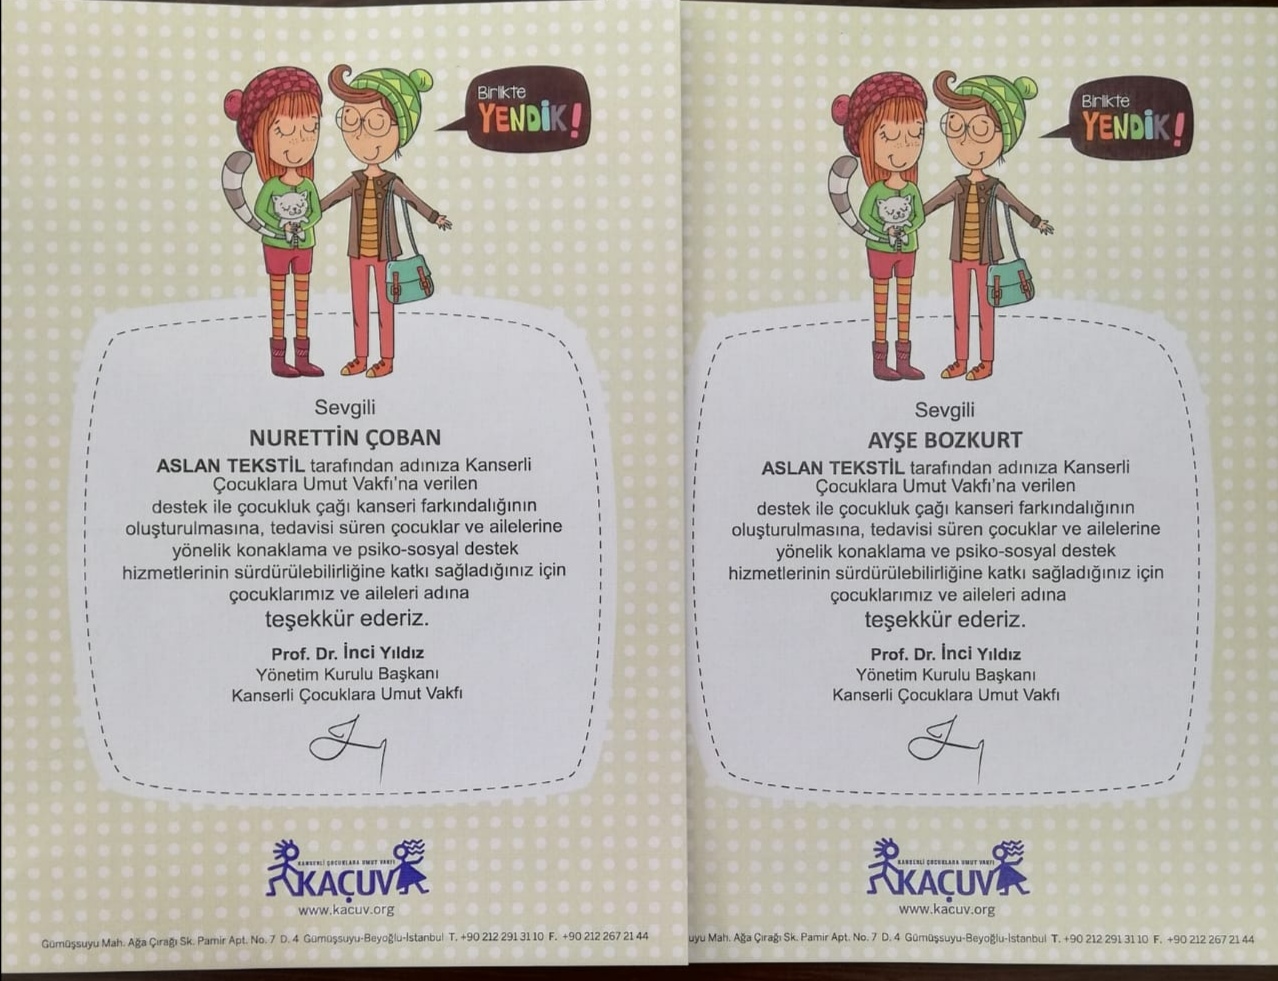 Birlikte
YENDİK!
Sevgili
NURETTİN ÇOBAN
ASLAN TEKSTİL tarafından adınıza Kanserli
Çocuklara Umut Vakfı'na verilen
destek ile çocukluk çağı kanseri farkındalığının
oluşturulmasına, tedavisi süren çocuklar ve ailelerine
yönelik konaklama ve psiko-sosyal destek
hizmetlerinin sürdürülebilirliğine katkı sağladığınız için
çocuklarımız ve aileleri adına
teşekkür ederiz.
Prof. Dr. İnci Yıldız
Yönetim Kurulu Başkanı
Kanserli Çocuklara Umut Vakfı
KANSERLİ ÇOCUKLARA UMUT VAKFI
KAÇUV
www.kacuv.org
Gümüşsuyu Mah. Ağa Çırağı Sk. Pamir Apt. No. 7 D. 4 Gümüşsuyu-Beyoğlu-İstanbul T. +90 212 291 31 10 F. +90 212 267 21 44
Birlikte
YENDİK!
Sevgili
AYŞE BOZKURT
ASLAN TEKSTİL tarafından adınıza Kanserli
Çocuklara Umut Vakfı'na verilen
destek ile çocukluk çağı kanseri farkındalığının
oluşturulmasına, tedavisi süren çocuklar ve ailelerine
yönelik konaklama ve psiko-sosyal destek
hizmetlerinin sürdürülebilirliğine katkı sağladığınız için
çocuklarımız ve aileleri adına
teşekkür ederiz.
Prof. Dr. İnci Yıldız
Yönetim Kurulu Başkanı
Kanserli Çocuklara Umut Vakfı
KANSERLİ ÇOCUKLARA UMUT VAKFI
KAÇUV
www.kacuv.org
uyu Mah. Ağa Çırağı Sk. Pamir Apt. No. 7 D. 4 Gümüşsuyu-Beyoğlu-İstanbul T. +90 212 291 31 10 F. +90 212 267 21 44